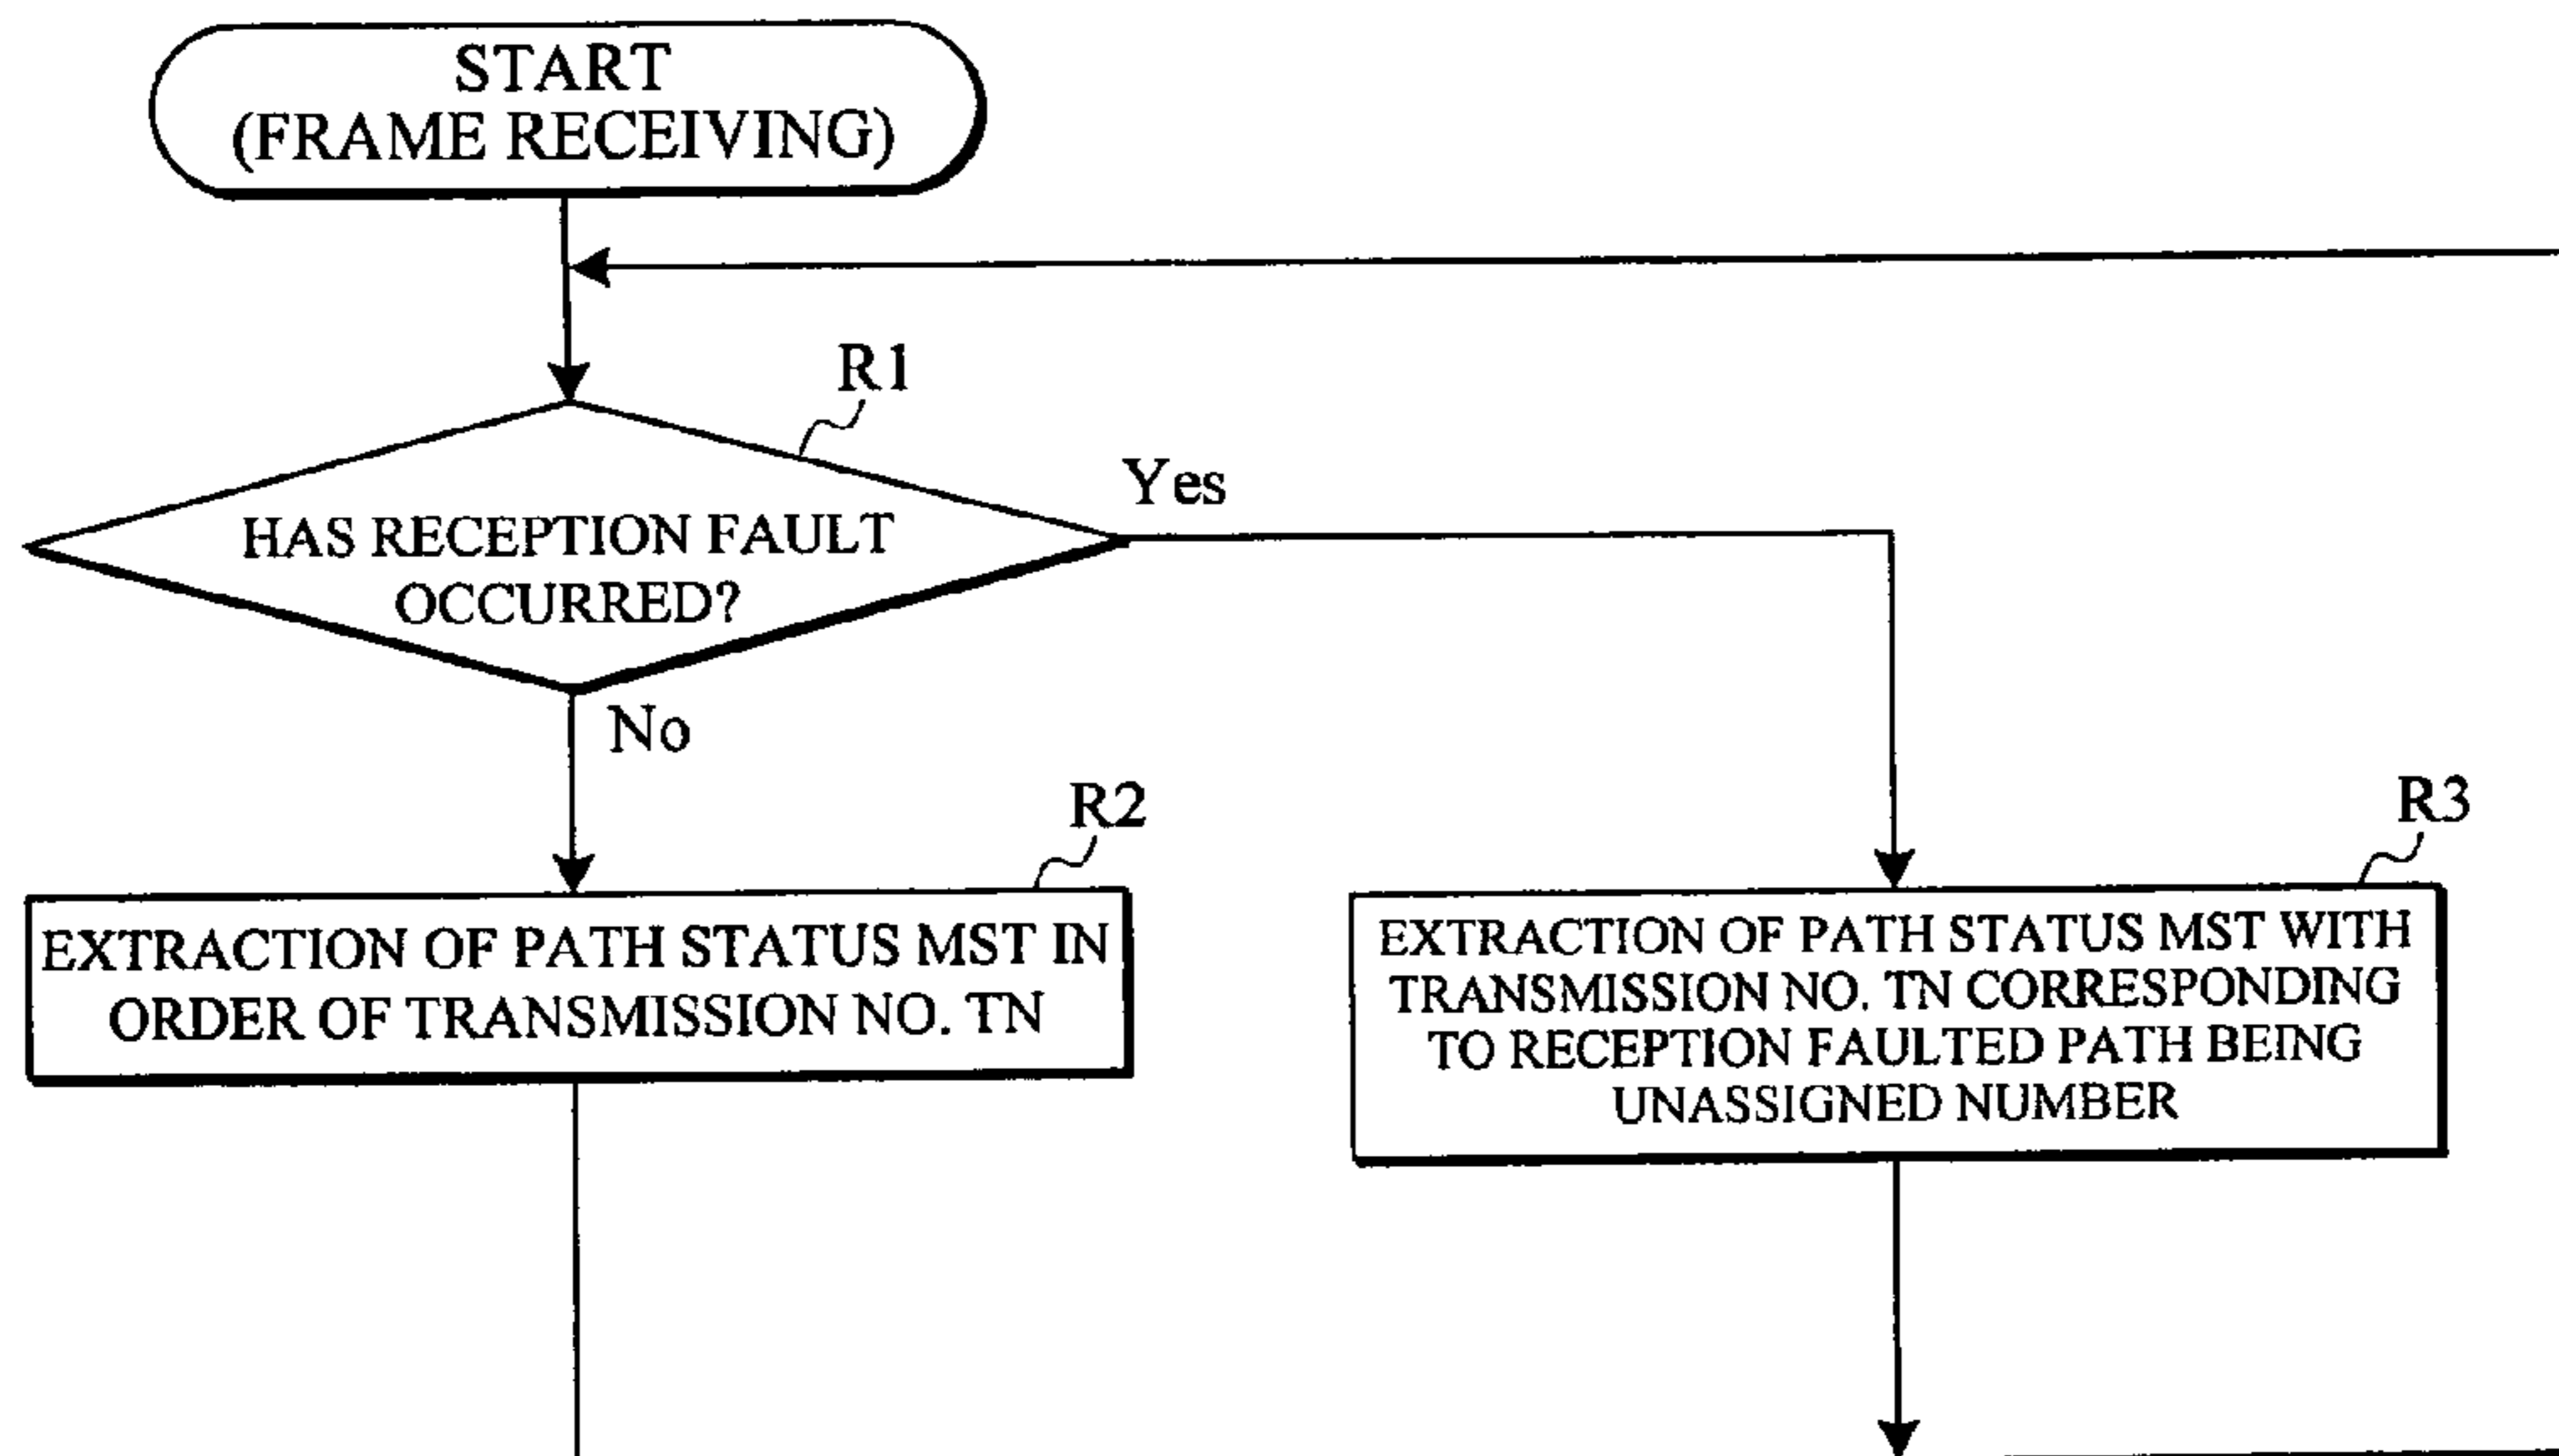 START
(FRAME RECEIVING)
R1
HAS RECEPTION FAULT
OCCURRED?
Yes
No
R2
EXTRACTION OF PATH STATUS MST IN
ORDER OF TRANSMISSION NO. TN
R3
EXTRACTION OF PATH STATUS MST WITH
TRANSMISSION NO. TN CORRESPONDING
TO RECEPTION FAULTED PATH BEING
UNASSIGNED NUMBER